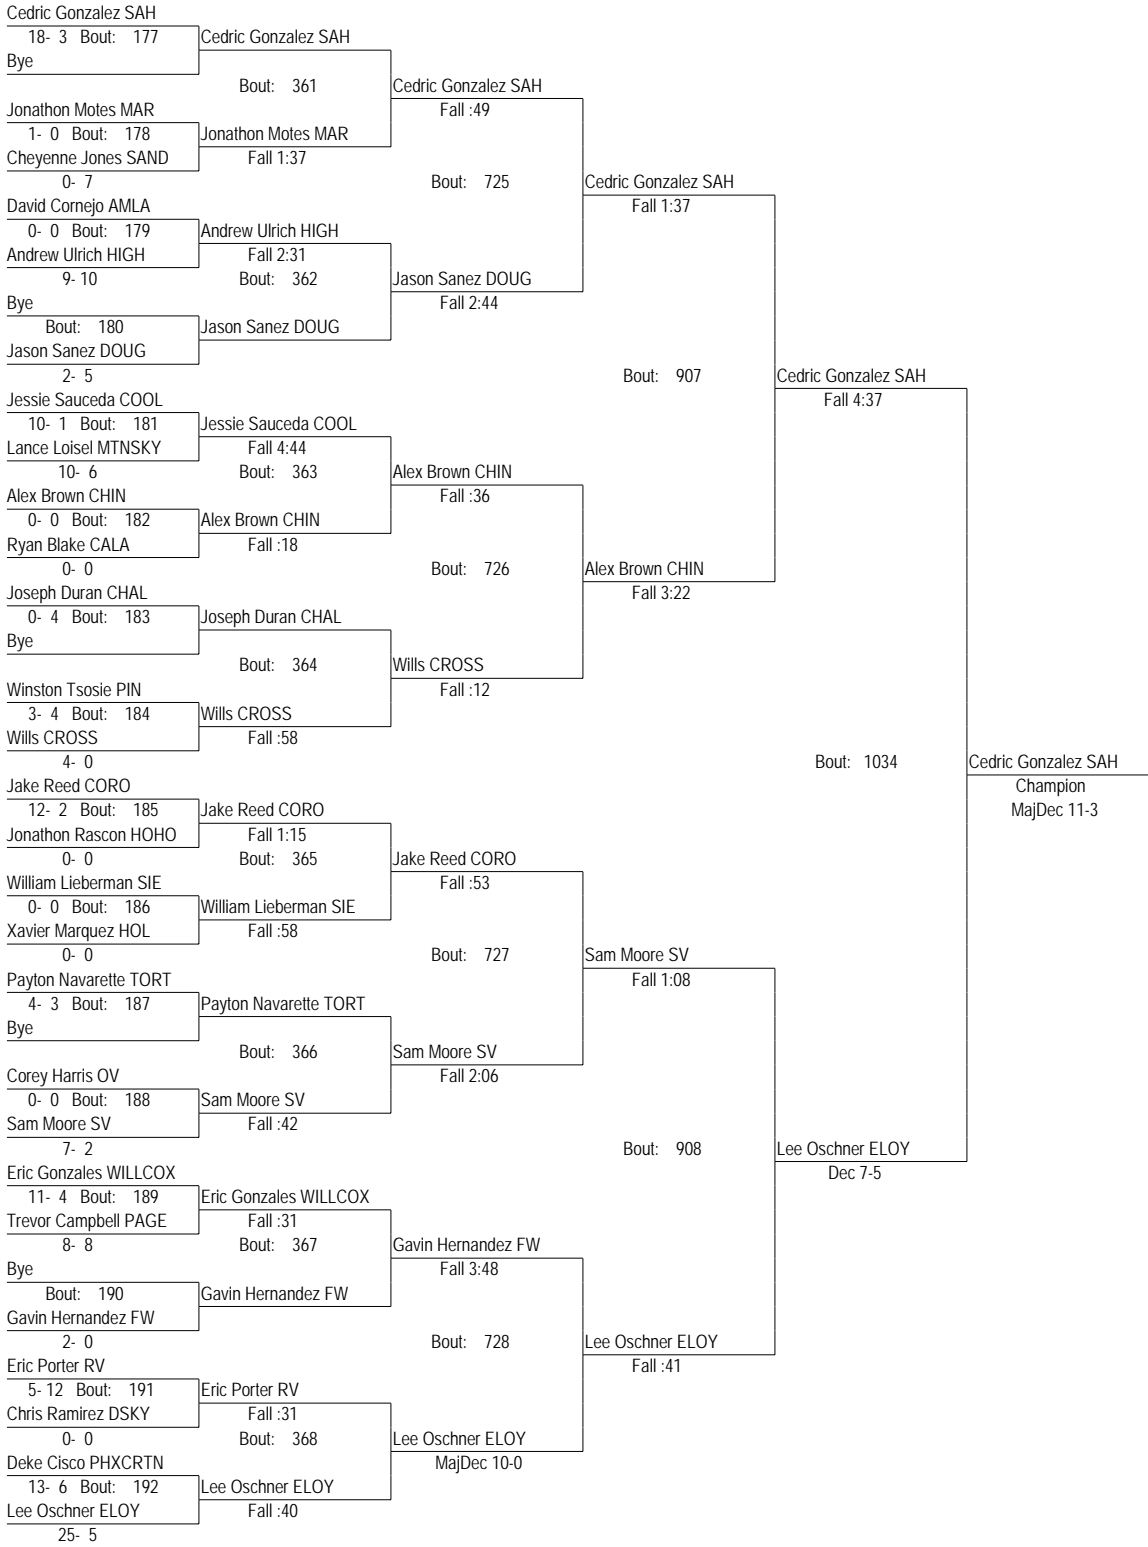 Cedric Gonzalez SAH
18- 3 Bout: 177
Cedric Gonzalez SAH
Bye
Bout: 361
Cedric Gonzalez SAH
Jonathon Motes MAR
Fall :49
1- 0 Bout: 178
Jonathon Motes MAR
Cheyenne Jones SAND
Fall 1:37
0- 7
Bout: 725
Cedric Gonzalez SAH
David Cornejo AMLA
Fall 1:37
0- 0 Bout: 179
Andrew Ulrich HIGH
Andrew Ulrich HIGH
Fall 2:31
9- 10
Bout: 362
Jason Sanez DOUG
Bye
Fall 2:44
Bout: 180
Jason Sanez DOUG
Jason Sanez DOUG
2- 5
Bout: 907
Cedric Gonzalez SAH
Jessie Sauceda COOL
Fall 4:37
10- 1 Bout: 181
Jessie Sauceda COOL
Lance Loisel MTNSKY
Fall 4:44
10- 6
Bout: 363
Alex Brown CHIN
Alex Brown CHIN
Fall :36
0- 0 Bout: 182
Alex Brown CHIN
Ryan Blake CALA
Fall :18
0- 0
Bout: 726
Alex Brown CHIN
Joseph Duran CHAL
Fall 3:22
0- 4 Bout: 183
Joseph Duran CHAL
Bye
Bout: 364
Wills CROSS
Winston Tsosie PIN
Fall :12
3- 4 Bout: 184
Wills CROSS
Wills CROSS
Fall :58
4- 0
Bout: 1034
Cedric Gonzalez SAH
Jake Reed CORO
Champion
12- 2 Bout: 185
Jake Reed CORO
MajDec 11-3
Jonathon Rascon HOHO
Fall 1:15
0- 0
Bout: 365
Jake Reed CORO
William Lieberman SIE
Fall :53
0- 0 Bout: 186
William Lieberman SIE
Xavier Marquez HOL
Fall :58
0- 0
Bout: 727
Sam Moore SV
Payton Navarette TORT
Fall 1:08
4- 3 Bout: 187
Payton Navarette TORT
Bye
Bout: 366
Sam Moore SV
Corey Harris OV
Fall 2:06
0- 0 Bout: 188
Sam Moore SV
Sam Moore SV
Fall :42
7- 2
Bout: 908
Lee Oschner ELOY
Eric Gonzales WILLCOX
Dec 7-5
11- 4 Bout: 189
Eric Gonzales WILLCOX
Trevor Campbell PAGE
Fall :31
8- 8
Bout: 367
Gavin Hernandez FW
Bye
Fall 3:48
Bout: 190
Gavin Hernandez FW
Gavin Hernandez FW
2- 0
Bout: 728
Lee Oschner ELOY
Eric Porter RV
Fall :41
5- 12 Bout: 191
Eric Porter RV
Chris Ramirez DSKY
Fall :31
0- 0
Bout: 368
Lee Oschner ELOY
Deke Cisco PHXCRTN
MajDec 10-0
13- 6 Bout: 192
Lee Oschner ELOY
Lee Oschner ELOY
Fall :40
25- 5